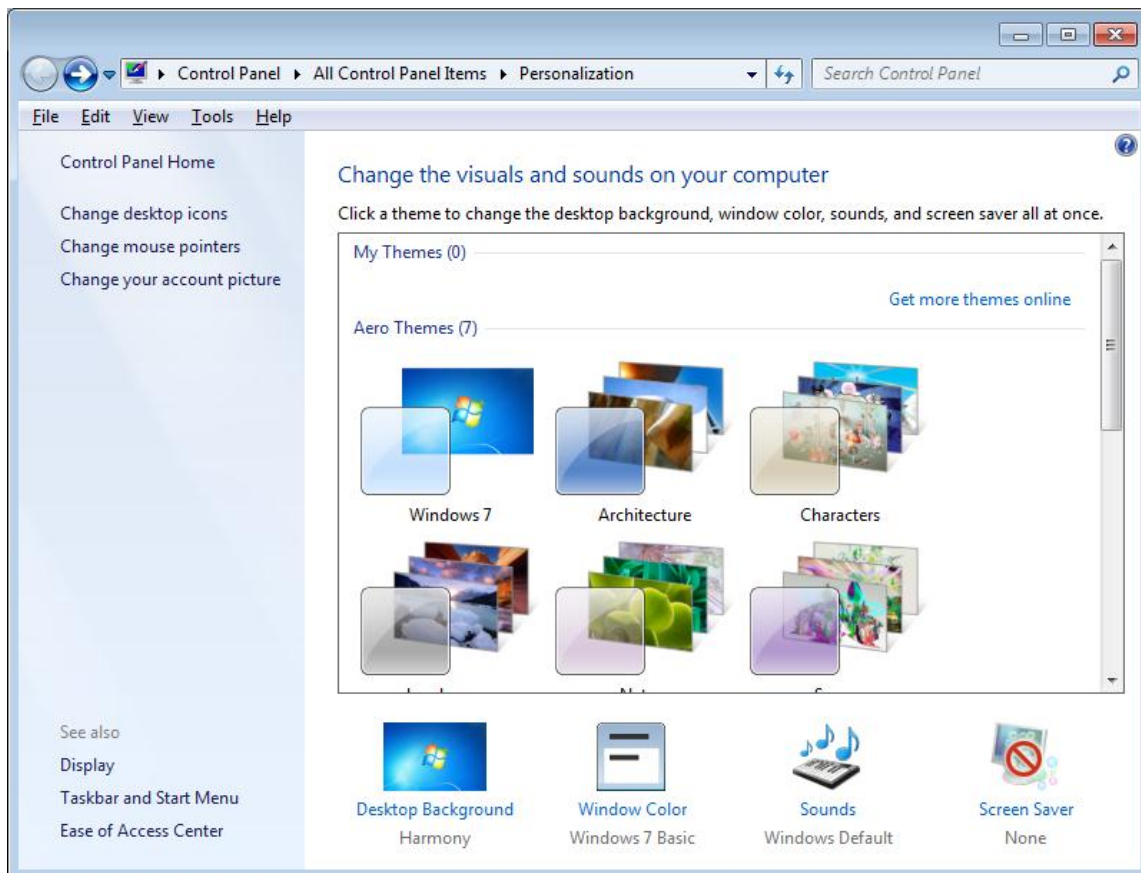 Control Panel ▸ All Control Panel Items ▸ Personalization
Search Control Panel
File Edit View Tools Help
Control Panel Home
Change desktop icons
Change mouse pointers
Change your account picture
See also
Display
Taskbar and Start Menu
Ease of Access Center
Change the visuals and sounds on your computer
Click a theme to change the desktop background, window color, sounds, and screen saver all at once.
My Themes (0)
Get more themes online
Aero Themes (7)
Windows 7 Architecture Characters
Desktop Background Window Color Sounds Screen Saver
Harmony Windows 7 Basic Windows Default None